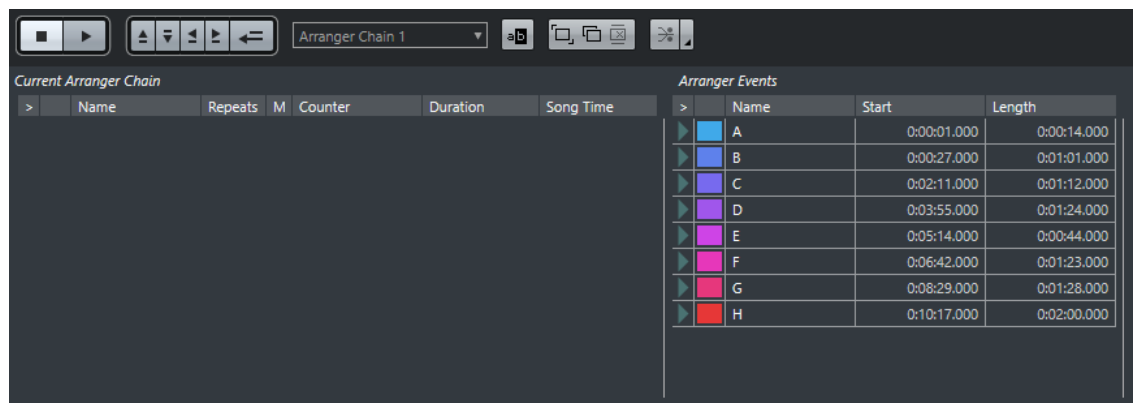 Arranger Chain 1
ab
Current Arranger Chain
> Name Repeats M Counter Duration Song Time
Arranger Events
> Name Start Length
A 0:00:01.000 0:00:14.000
B 0:00:27.000 0:01:01.000
C 0:02:11.000 0:01:12.000
D 0:03:55.000 0:01:24.000
E 0:05:14.000 0:00:44.000
F 0:06:42.000 0:01:23.000
G 0:08:29.000 0:01:28.000
H 0:10:17.000 0:02:00.000